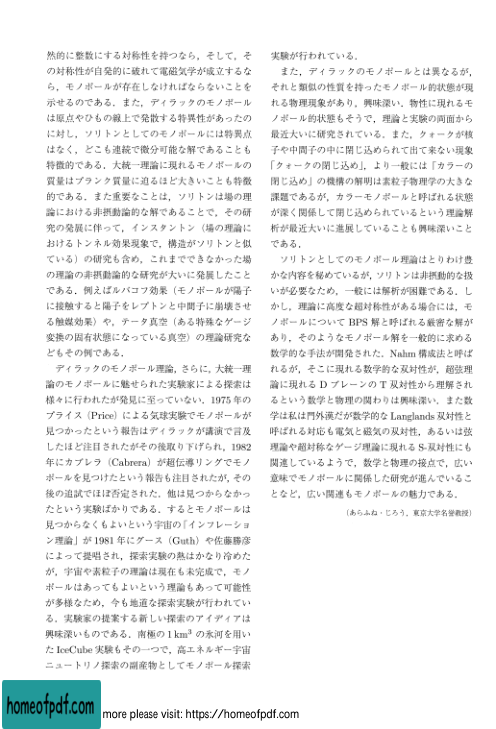 然的に整数にする対称性を持つなら，そして，そ
の対称性が自発的に破れて電磁気学が成立するな
ら，モノポールが存在しなければならないことを
示せるのである．また，ディラックのモノポール
は原点やひもの線上で発散する特異性があったの
に対し，ソリトンとしてのモノポールには特異点
はなく，どこも連続で微分可能な解であることも
特徴的である．大統一理論に現れるモノポールの
質量はプランク質量に迫るほど大きいことも特徴
的である．また重要なことは，ソリトンは場の理
論における非摂動論的な解であることで，その研
究の発展に伴って，インスタントン（場の理論に
おけるトンネル効果現象で，構造がソリトンと似
ている）の研究も含め，これまでできなかった場
の理論の非摂動論的な研究が大いに発展したこと
である．例えばルバコフ効果（モノポールが陽子
に接触すると陽子をレプトンと中間子に崩壊させ
る触媒効果）や，テータ真空（ある特殊なゲージ
変換の固有状態になっている真空）の理論研究な
どもその例である．
ディラックのモノポール理論，さらに，大統一理
論のモノポールに魅せられた実験家による探索は
様々に行われたが発見に至っていない．1975 年の
プライス（Price）による気球実験でモノポールが
見つかったという報告はディラックが講演で言及
したほど注目されたがその後取り下げられ，1982
年にカブレラ（Cabrera）が超伝導リングでモノ
ポールを見つけたという報告も注目されたが，その
後の追試でほぼ否定された．他は見つからなかっ
たという実験ばかりである．するとモノポールは
見つからなくもよいという宇宙の「インフレーショ
ン理論」が 1981 年にグース（Guth）や佐藤勝彦
によって提唱され，探索実験の熱はかなり冷めた
が，宇宙や素粒子の理論は現在も未完成で，モノ
ポールはあってもよいという理論もあって可能性
が多様なため，今も地道な探索実験が行われてい
る．実験家の提案する新しい探索のアイディアは
興味深いものである．南極の 1 km³ の氷河を用い
た IceCube 実験もその一つで，高エネルギー宇宙
ニュートリノ探索の副産物としてモノポール探索
実験が行われている．
また，ディラックのモノポールとは異なるが，
それと類似の性質を持ったモノポール的状態が現
れる物理現象があり，興味深い．物性に現れるモ
ノポール的状態もそうで，理論と実験の両面から
最近大いに研究されている．また，クォークが核
子や中間子の中に閉じ込められて出て来ない現象
「クォークの閉じ込め」，より一般には「カラーの
閉じ込め」の機構の解明は素粒子物理学の大きな
課題であるが，カラーモノポールと呼ばれる状態
が深く関係して閉じ込められているという理論解
析が最近大いに進展していることも興味深いこと
である．
ソリトンとしてのモノポール理論はとりわけ豊
かな内容を秘めているが，ソリトンは非摂動的な扱
いが必要なため，一般には解析が困難である．し
かし，理論に高度な超対称性がある場合には，モ
ノポールについて BPS 解と呼ばれる厳密な解が
あり，そのようなモノポール解を一般的に求める
数学的な手法が開発された．Nahm 構成法と呼ば
れるが，そこに現れる数学的な双対性が，超弦理
論に現れる D ブレーンの T 双対性から理解され
るという数学と物理の関わりは興味深い．また数
学は私は門外漢だが数学的な Langlands 双対性と
呼ばれる対応も電気と磁気の双対性，あるいは弦
理論や超対称なゲージ理論に現れる S-双対性にも
関連しているようで，数学と物理の接点で，広い
意味でモノポールに関係した研究が進んでいるこ
となど，広い関連もモノポールの魅力である．
（あらふね・じろう，東京大学名誉教授）
homeofpdf.com
more please visit: https://homeofpdf.com